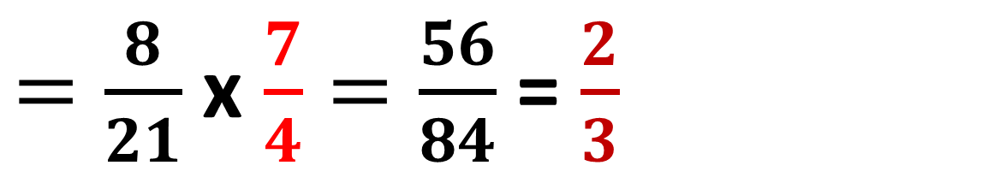 = 8/21 x 7/4 = 56/84 = 2/3